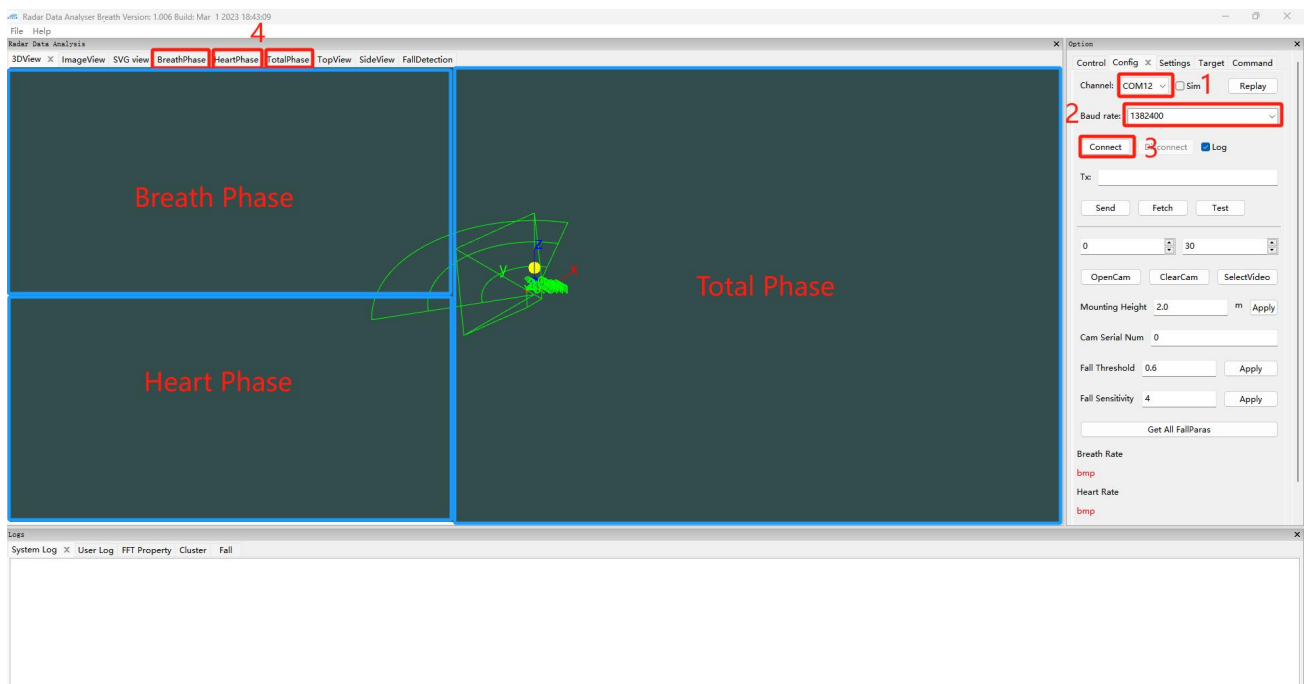 Radar Data Analyser Breath Version: 1.006 Build: Mar 1 2023 18:43:09
File Help
4
Radar Data Analysis
3DView ImageView SVG view BreathPhase HeartPhase TotalPhase TopView SideView FallDetection
Breath Phase
Heart Phase
Total Phase
z
y
x
Option
Control Config Settings Target Command
Channel: COM12 Sim 1 Replay
2 Baud rate: 1382400
Connect 3 Log
Tx:
Send Fetch Test
0 30
OpenCam ClearCam SelectVideo
Mounting Height 2.0 m Apply
Cam Serial Num 0
Fall Threshold 0.6 Apply
Fall Sensitivity 4 Apply
Get All FallParas
Breath Rate
bmp
Heart Rate
bmp
Logs
System Log User Log FFT Property Cluster Fall